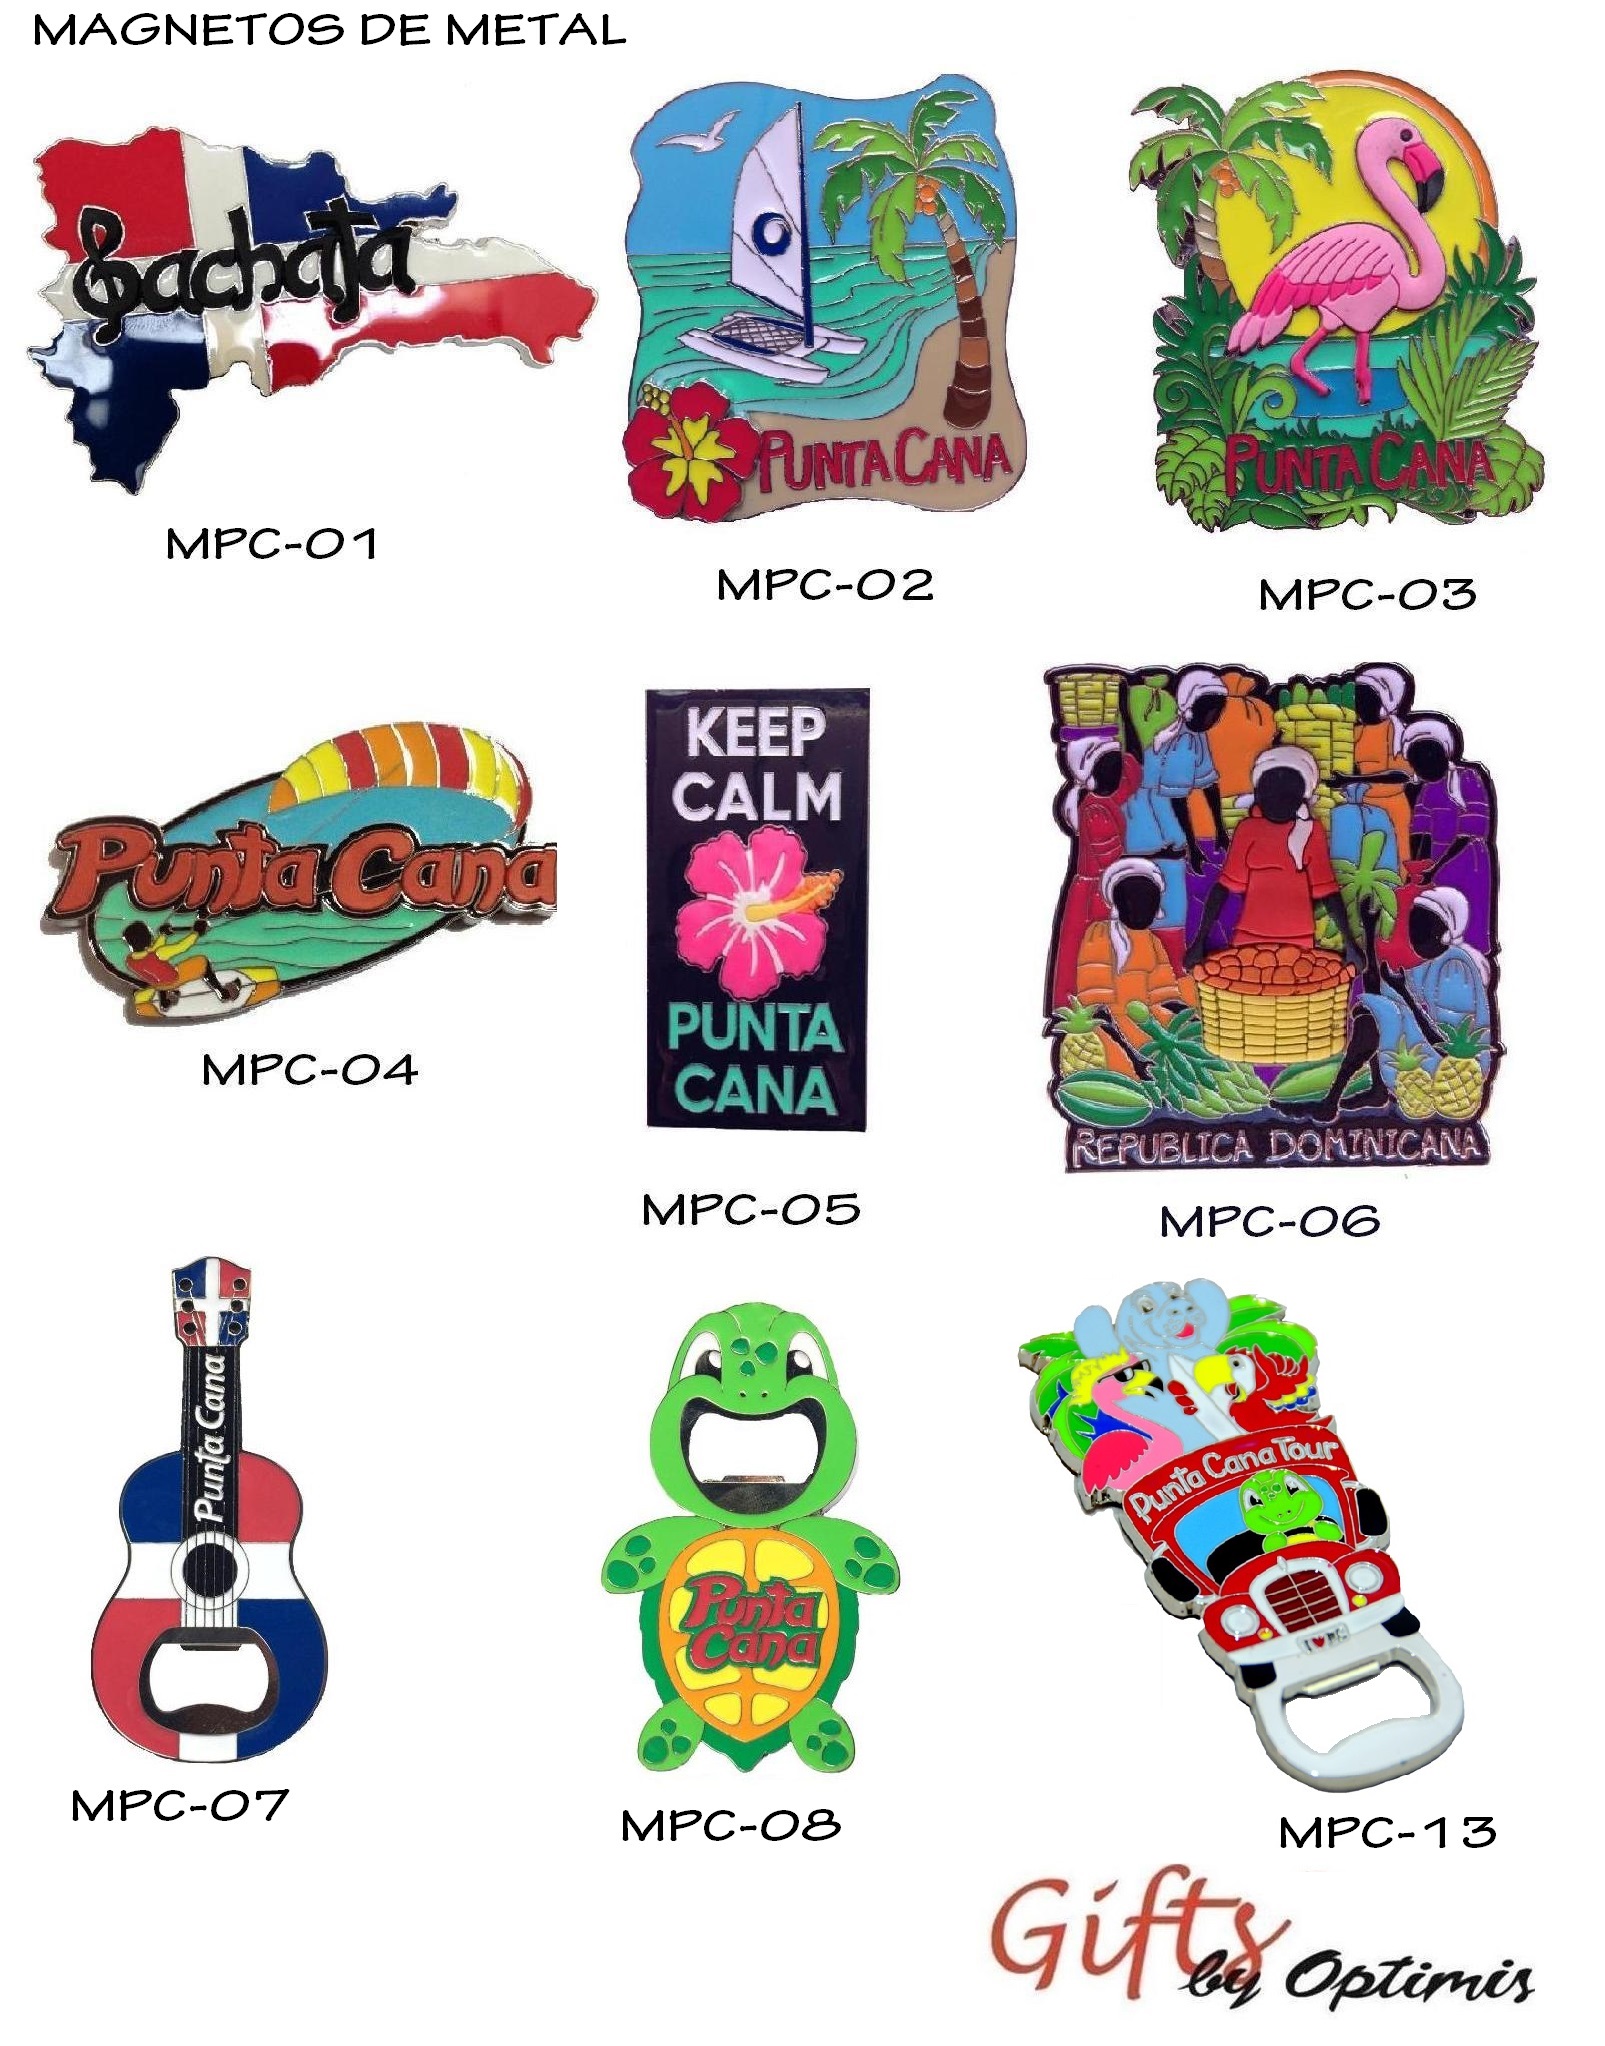 MAGNETOS DE METAL
Bachata
MPC-01
PUNTA CANA
MPC-02
PUNTA CANA
MPC-03
Punta Cana
MPC-04
KEEP
CALM
PUNTA
CANA
MPC-05
REPUBLICA DOMINICANA
MPC-06
Punta Cana
MPC-07
Punta
Cana
MPC-08
Punta Cana Tour
MPC-13
Gifts
by Optimis